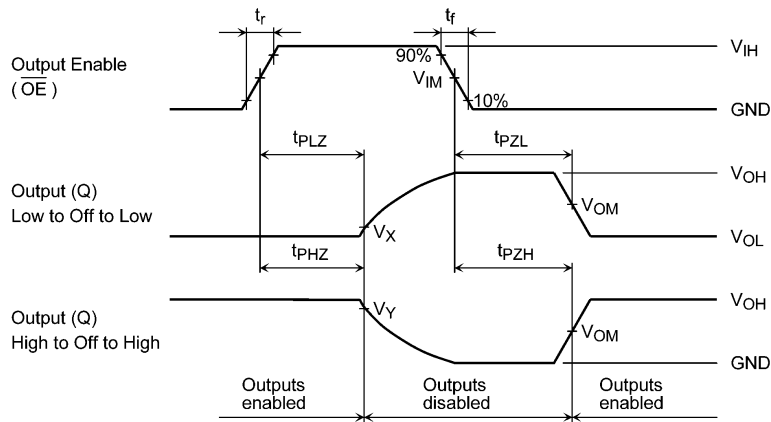 tr
tf
Output Enable
( OE )
90%
VIM
10%
VIH
GND
tPLZ
tPZL
Output (Q)
Low to Off to Low
VX
VOH
VOM
VOL
tPHZ
tPZH
Output (Q)
High to Off to High
VY
VOH
VOM
GND
Outputs
enabled
Outputs
disabled
Outputs
enabled